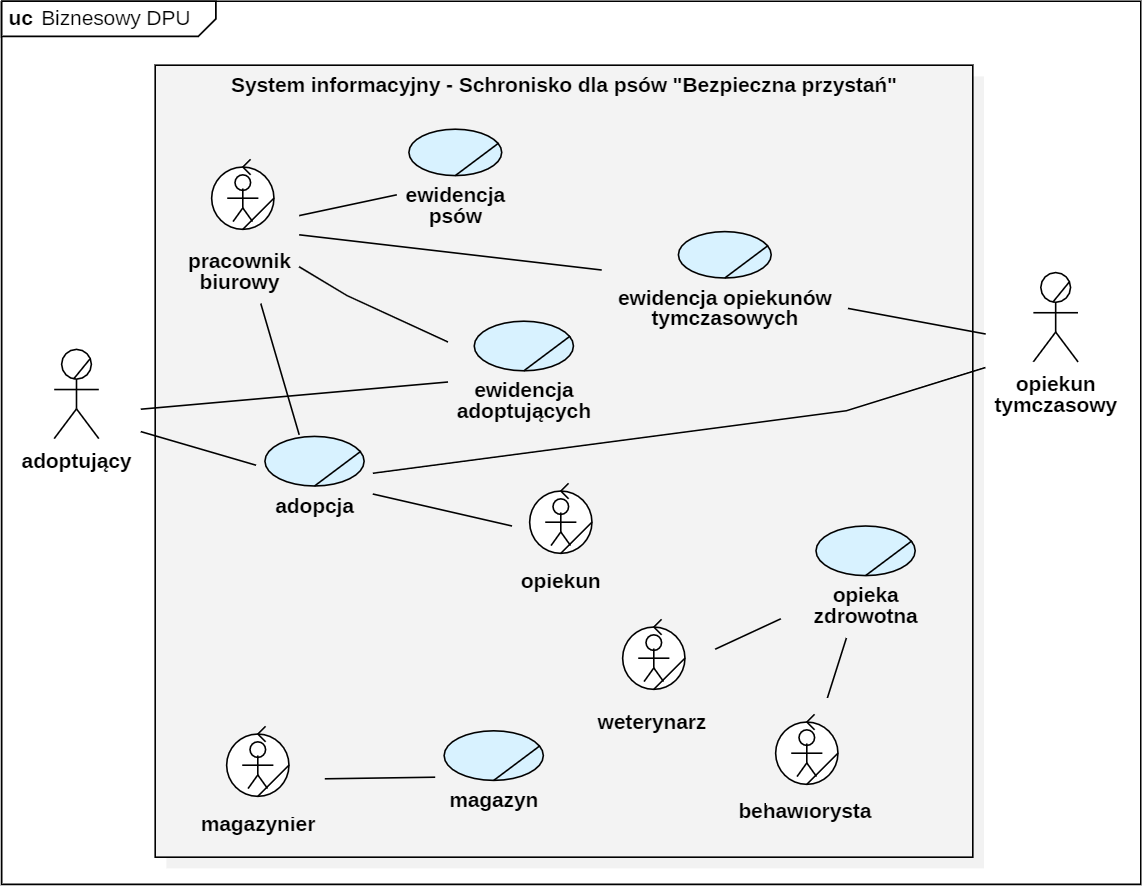 uc Biznesowy DPU
System informacyjny - Schronisko dla psów "Bezpieczna przystań"
ewidencja
psów
pracownik
biurowy
ewidencja opiekunów
tymczasowych
opiekun
tymczasowy
ewidencja
adoptujących
adoptujący
adopcja
opiekun
opieka
zdrowotna
weterynarz
magazyn
behawiorysta
magazynier